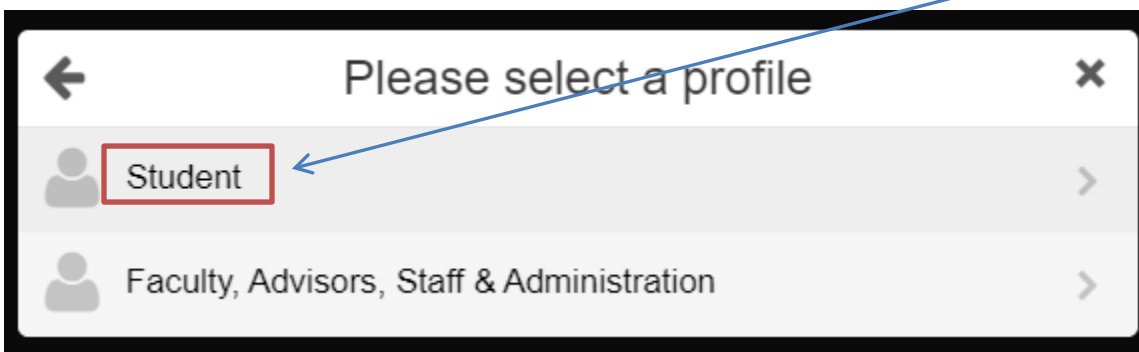 Please select a profile
Student
Faculty, Advisors, Staff & Administration